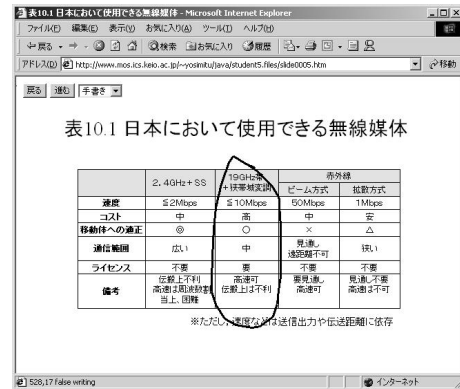 表10.1 日本において使用できる無線媒体 - Microsoft Internet Explorer
ファイル(F) 編集(E) 表示(V) お気に入り(A) ツール(T) ヘルプ(H)
戻る 検索 お気に入り 履歴
アドレス(D) http://www.mos.ics.keio.ac.jp/~yosimitu/java/student5.files/slide0005.htm 移動
戻る 進む 手書き
表10.1 日本において使用できる無線媒体
2.4GHz+SS 19GHz帯+狭帯域変調 赤外線
ビーム方式 拡散方式
速度 ≦2Mbps ≦10Mbps 50Mbps 1Mbps
コスト 中 高 中 安
移動体への適正 ◎ ○ × △
通信範囲 広い 中 見通し 遠距離不可 狭い
ライセンス 不要 要 不要 不要
備考 伝搬上不利 高速は周波数割当上、困難 高速可 伝搬上は不利 要見通し 高速可 見通し不要 高速は不可
※ただし、速度などは送信出力や伝送距離に依存
528,17 false writing インターネット